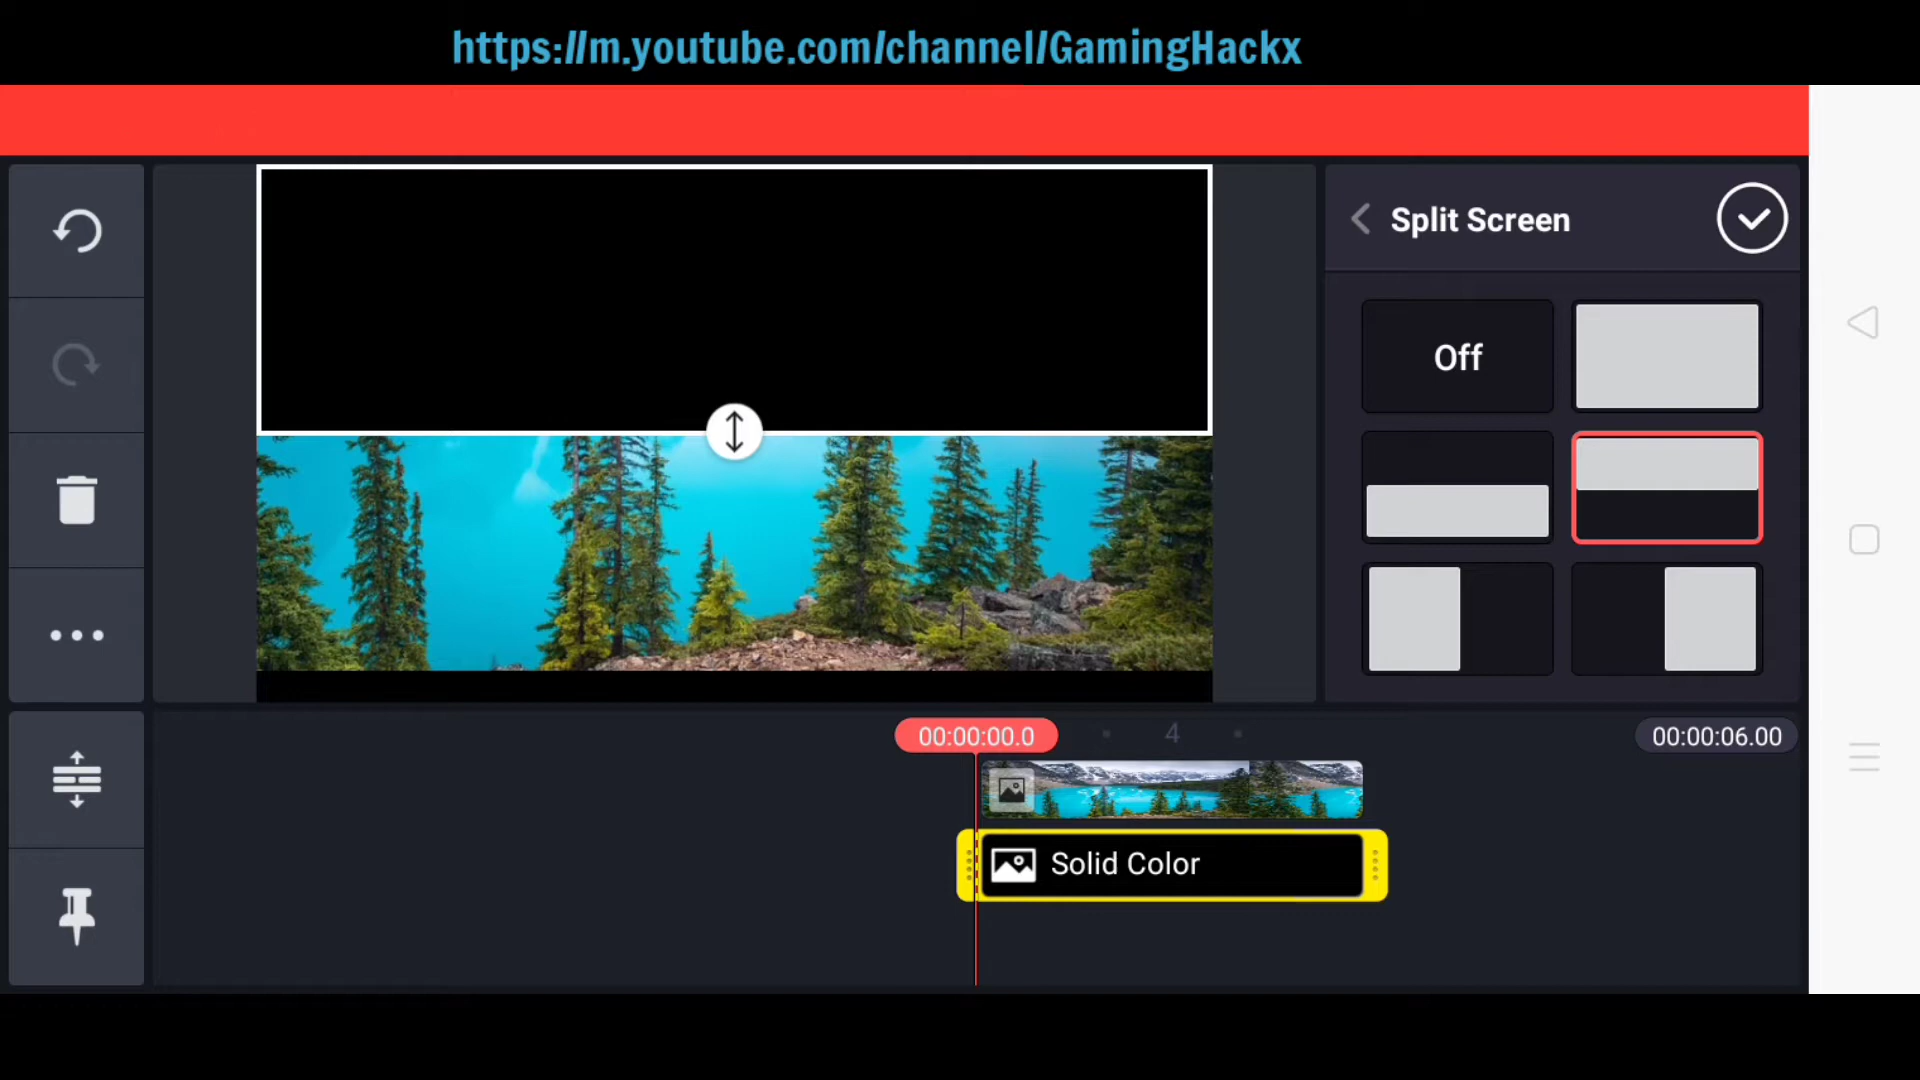 https://m.youtube.com/channel/GamingHackx
Split Screen
Off
00:00:00.0
4
00:00:06.00
Solid Color